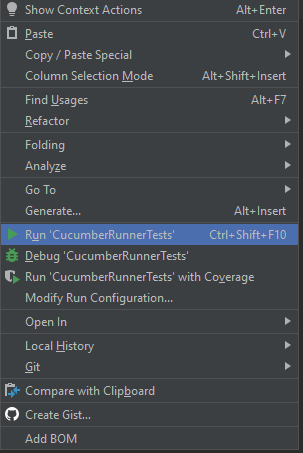 Show Context Actions Alt+Enter
Paste Ctrl+V
Copy / Paste Special
Column Selection Mode Alt+Shift+Insert
Find Usages Alt+F7
Refactor
Folding
Analyze
Go To
Generate... Alt+Insert
Run 'CucumberRunnerTests' Ctrl+Shift+F10
Debug 'CucumberRunnerTests'
Run 'CucumberRunnerTests' with Coverage
Modify Run Configuration...
Open In
Local History
Git
Compare with Clipboard
Create Gist...
Add BOM